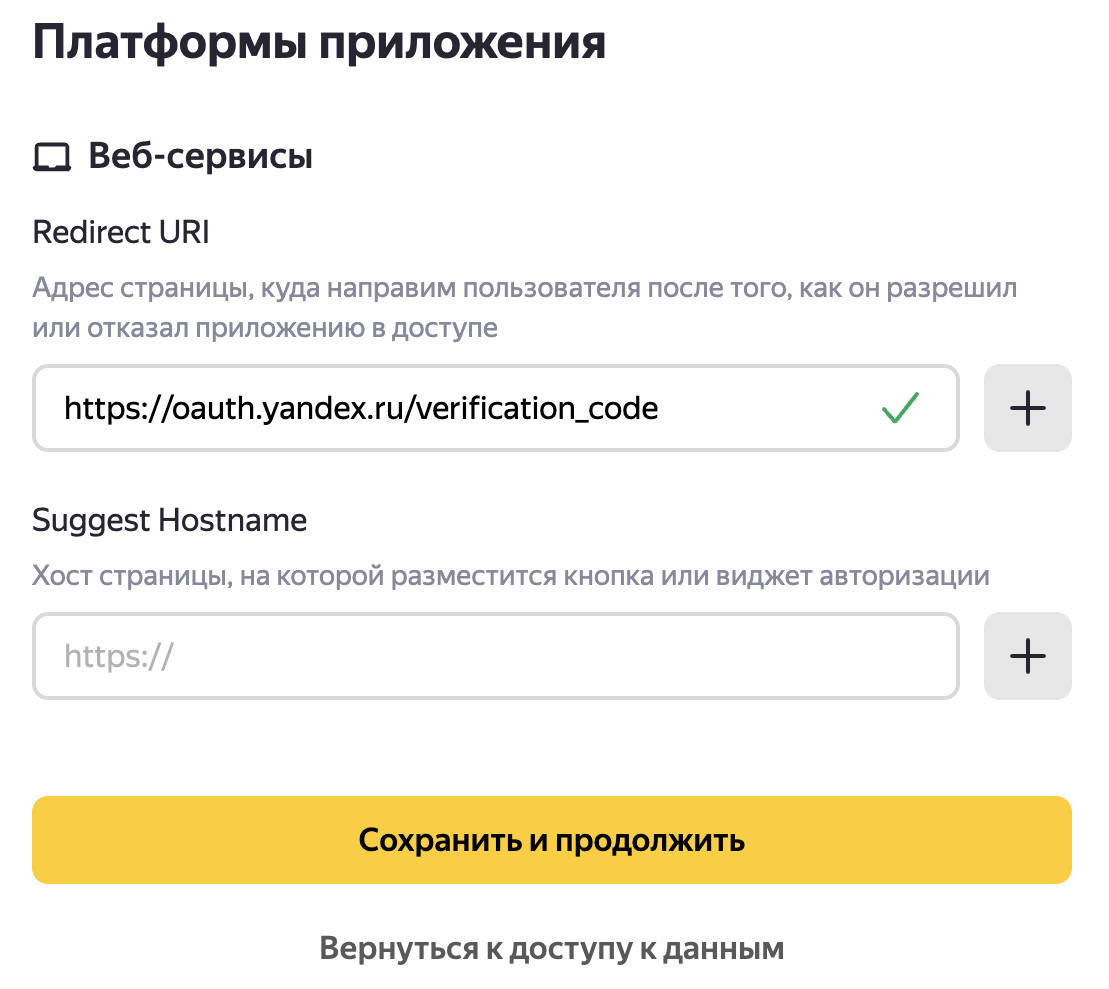 Платформы приложения
Веб-сервисы
Redirect URI
Адрес страницы, куда направим пользователя после того, как он разрешил
или отказал приложению в доступе
https://oauth.yandex.ru/verification_code
Suggest Hostname
Хост страницы, на которой разместится кнопка или виджет авторизации
https://
Сохранить и продолжить
Вернуться к доступу к данным